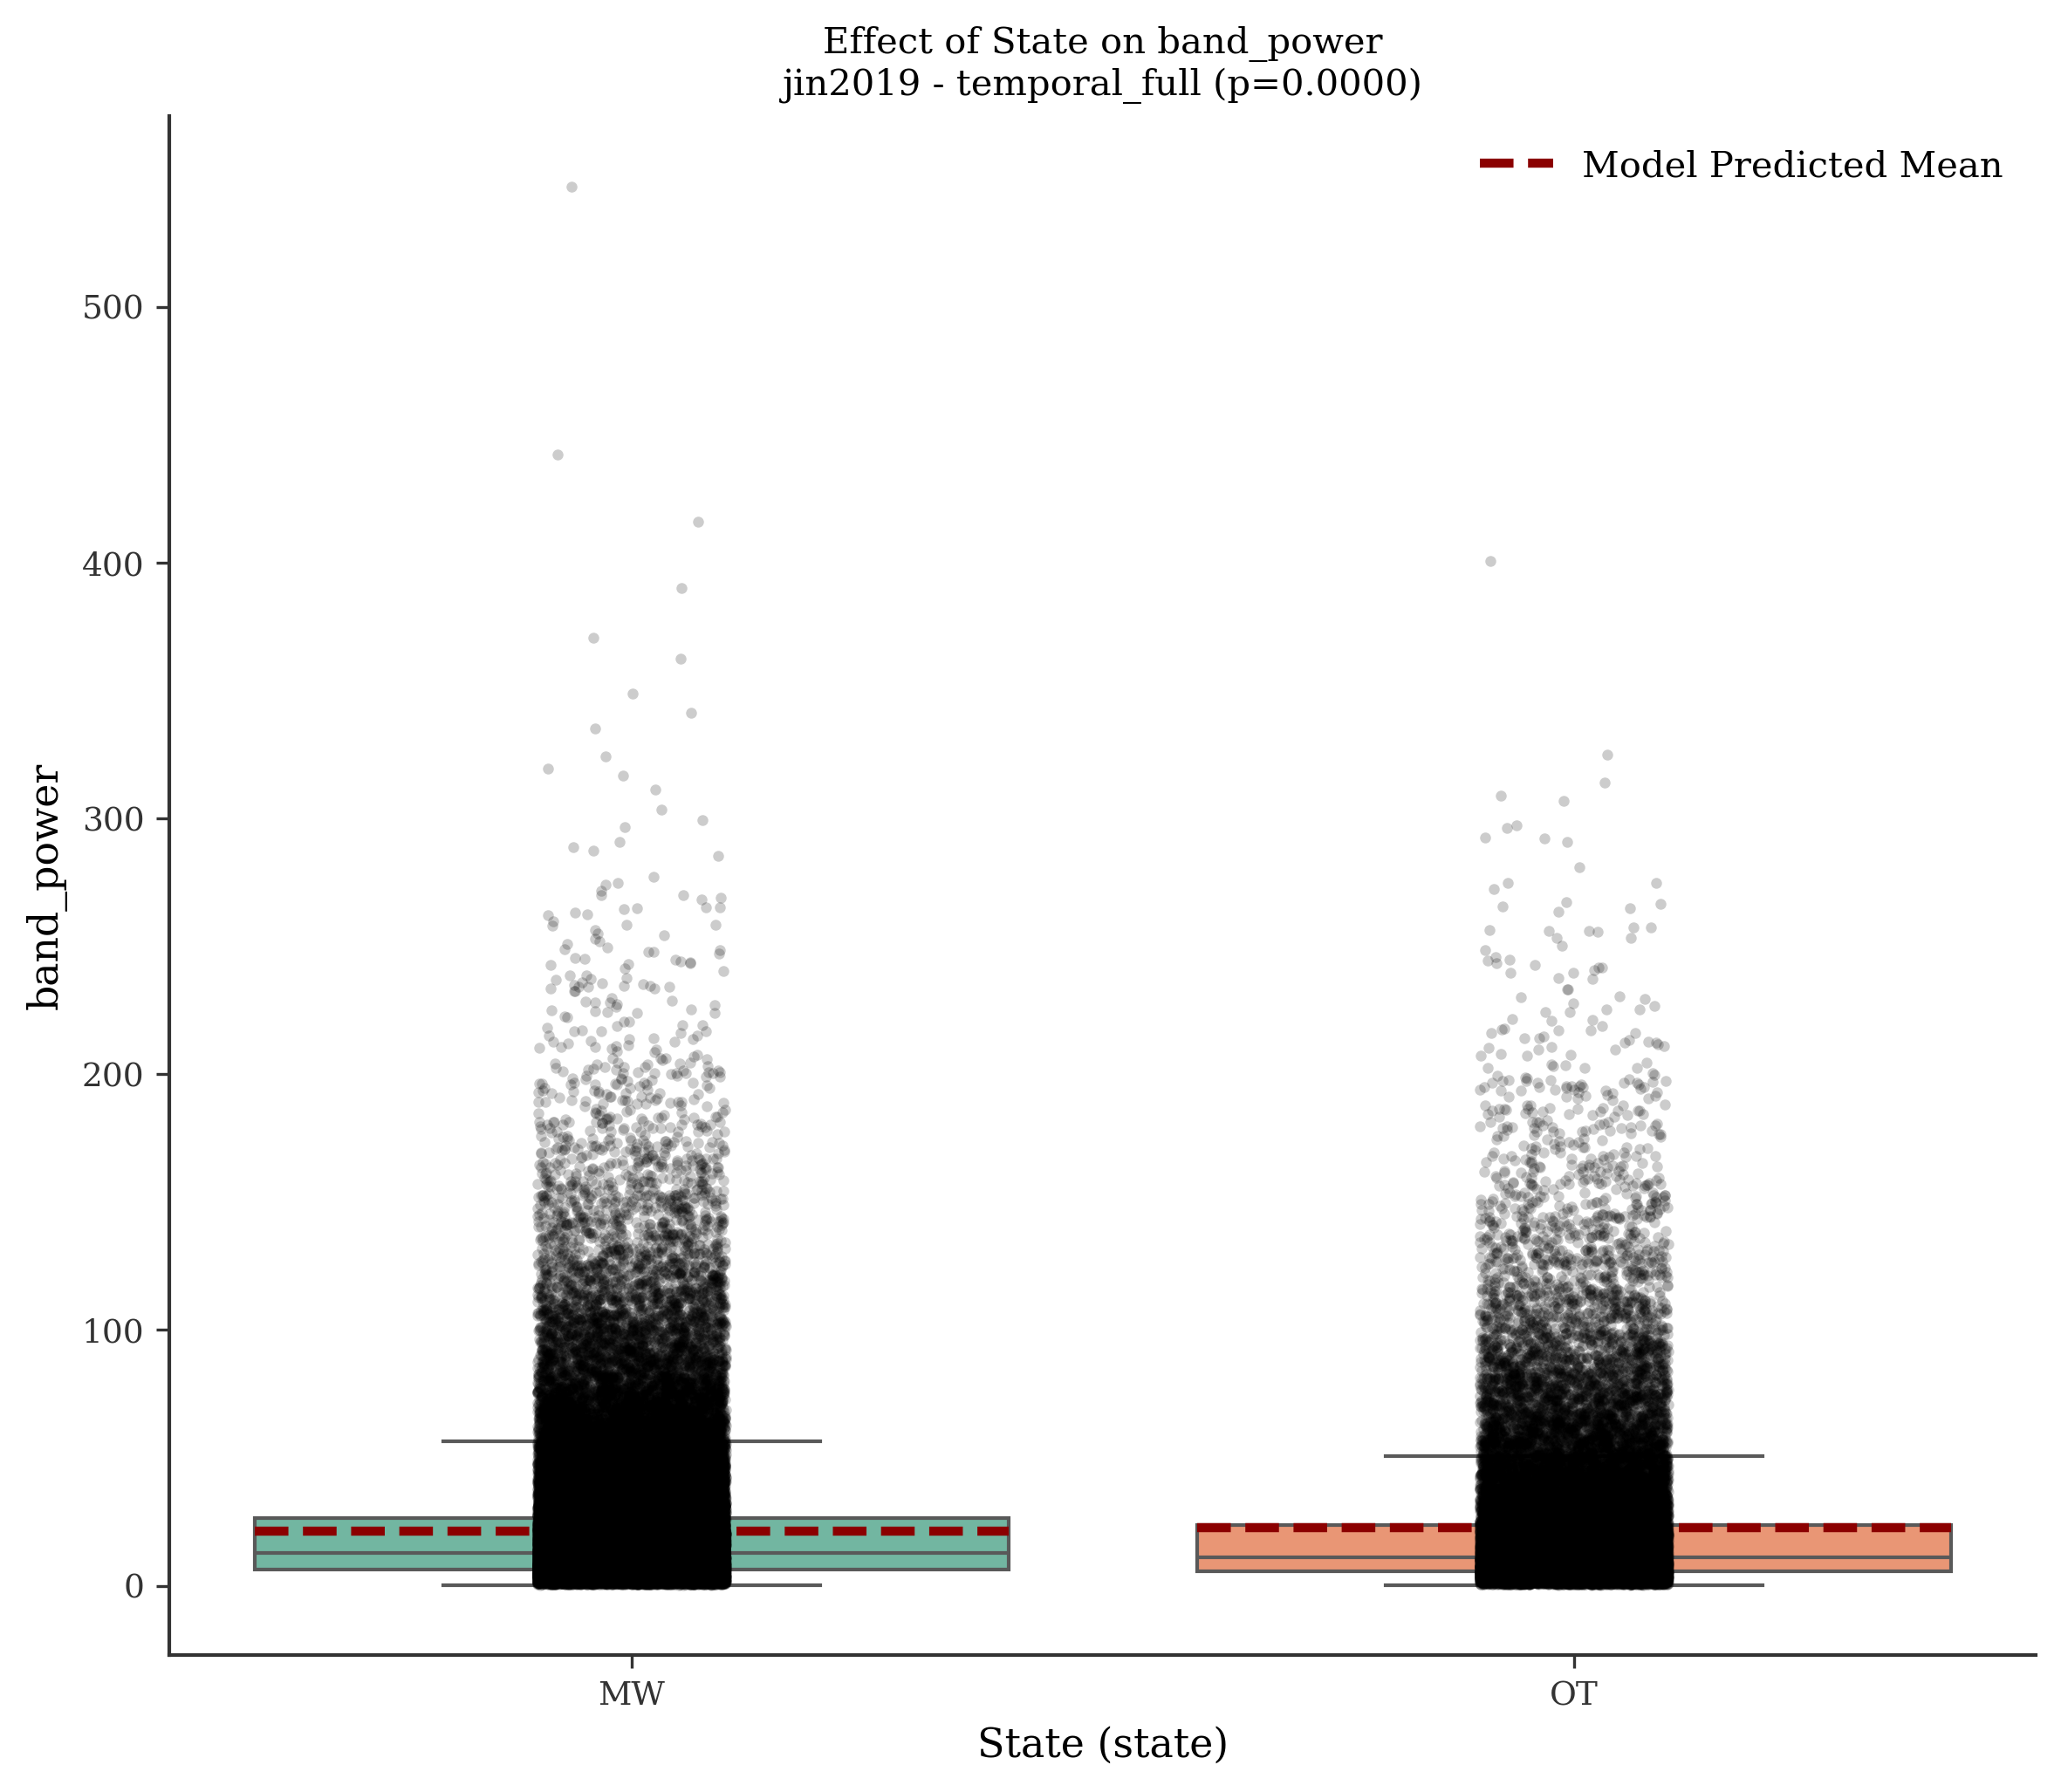 Effect of State on band_power
jin2019 - temporal_full (p=0.0000)
Model Predicted Mean
band_power
500
400
300
200
100
0
MW
OT
State (state)